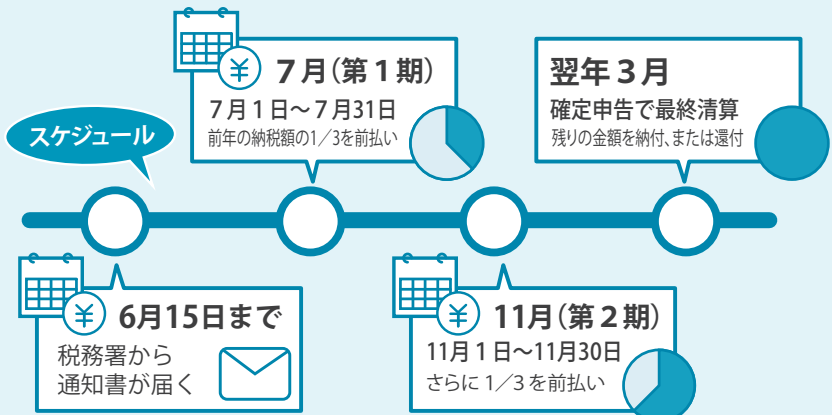 スケジュール
¥
6月15日まで
税務署から
通知書が届く
¥
7月(第1期)
7月1日〜7月31日
前年の納税額の1/3を前払い
¥
11月(第2期)
11月1日〜11月30日
さらに1/3を前払い
翌年3月
確定申告で最終清算
残りの金額を納付、または還付